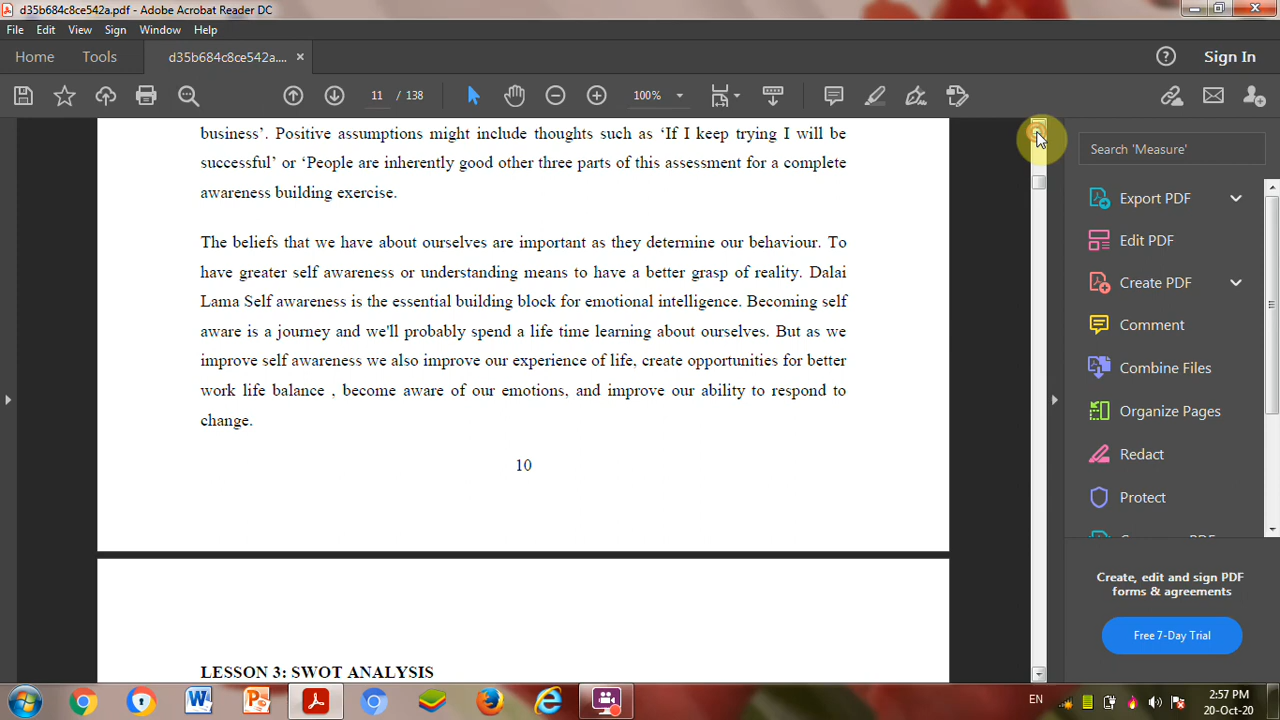 d35b684c8ce542a.pdf - Adobe Acrobat Reader DC
File Edit View Sign Window Help
Home Tools d35b684c8ce542a.... × ? Sign In
11 / 138 100%
business’. Positive assumptions might include thoughts such as ‘If I keep trying I will be
successful’ or ‘People are inherently good other three parts of this assessment for a complete
awareness building exercise.
The beliefs that we have about ourselves are important as they determine our behaviour. To
have greater self awareness or understanding means to have a better grasp of reality. Dalai
Lama Self awareness is the essential building block for emotional intelligence. Becoming self
aware is a journey and we'll probably spend a life time learning about ourselves. But as we
improve self awareness we also improve our experience of life, create opportunities for better
work life balance , become aware of our emotions, and improve our ability to respond to
change.
10
LESSON 3: SWOT ANALYSIS
Search 'Measure'
Export PDF
Edit PDF
Create PDF
Comment
Combine Files
Organize Pages
Redact
Protect
Create, edit and sign PDF
forms & agreements
Free 7-Day Trial
EN
2:57 PM
20-Oct-20